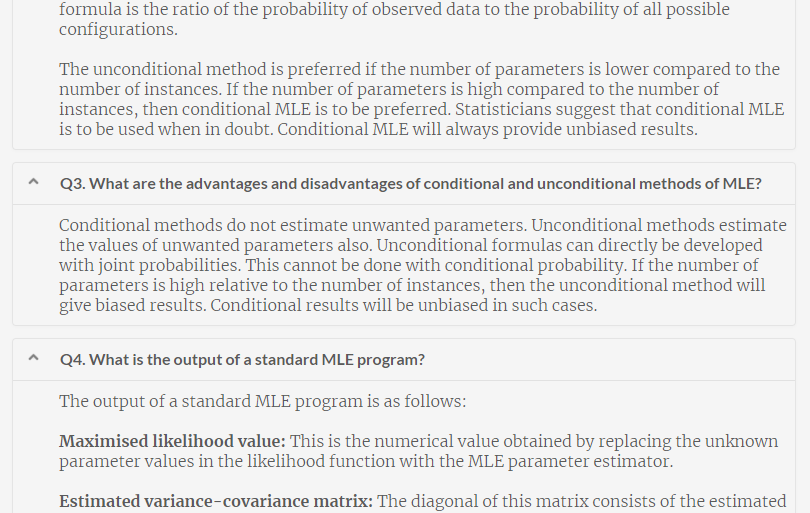 formula is the ratio of the probability of observed data to the probability of all possible
configurations.
The unconditional method is preferred if the number of parameters is lower compared to the
number of instances. If the number of parameters is high compared to the number of
instances, then conditional MLE is to be preferred. Statisticians suggest that conditional MLE
is to be used when in doubt. Conditional MLE will always provide unbiased results.
Q3. What are the advantages and disadvantages of conditional and unconditional methods of MLE?
Conditional methods do not estimate unwanted parameters. Unconditional methods estimate
the values of unwanted parameters also. Unconditional formulas can directly be developed
with joint probabilities. This cannot be done with conditional probability. If the number of
parameters is high relative to the number of instances, then the unconditional method will
give biased results. Conditional results will be unbiased in such cases.
Q4. What is the output of a standard MLE program?
The output of a standard MLE program is as follows:
Maximised likelihood value: This is the numerical value obtained by replacing the unknown
parameter values in the likelihood function with the MLE parameter estimator.
Estimated variance-covariance matrix: The diagonal of this matrix consists of the estimated